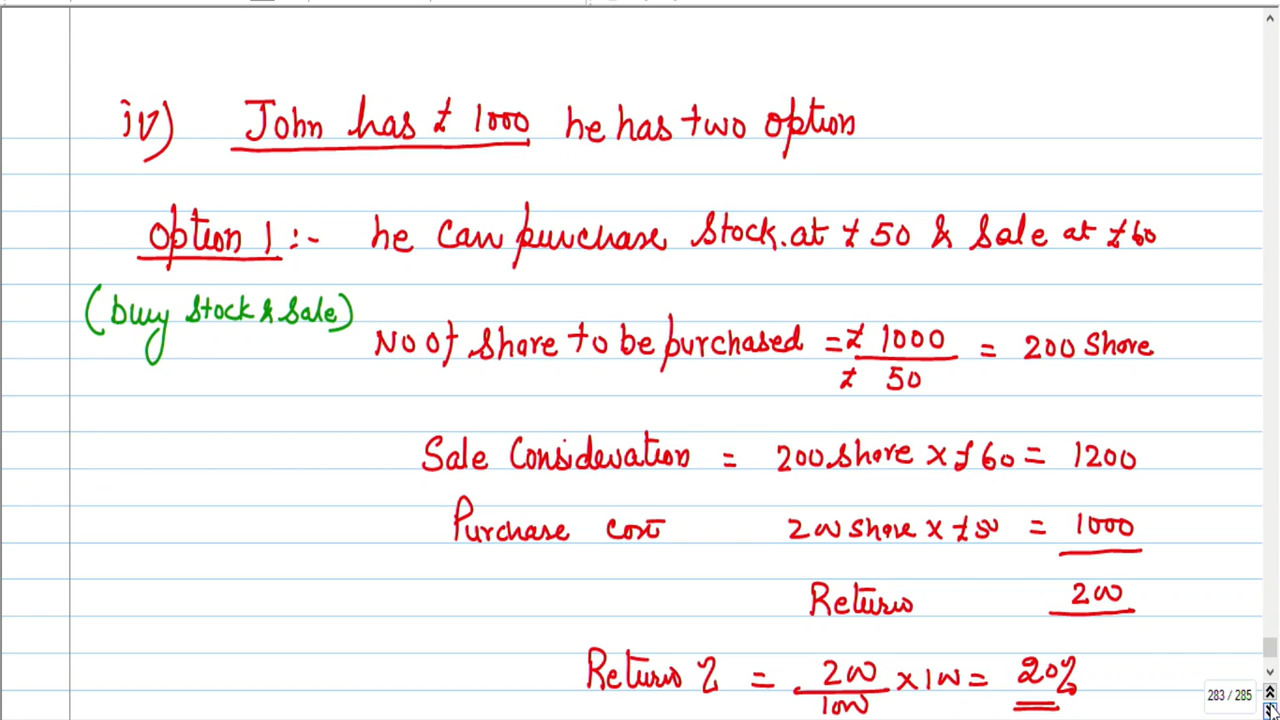 iv) John has £ 1000 he has two option
Option 1 :- he can purchase stock at £ 50 & sale at £ 60
(buy stock & sale)
No of share to be purchased = £ 1000 / £ 50 = 200 share
Sale Consideration = 200 share x £ 60 = 1200
Purchase cost 200 share x £ 50 = 1000
Return 200
Return % = 200 / 1000 x 100 = 20%
283 / 285